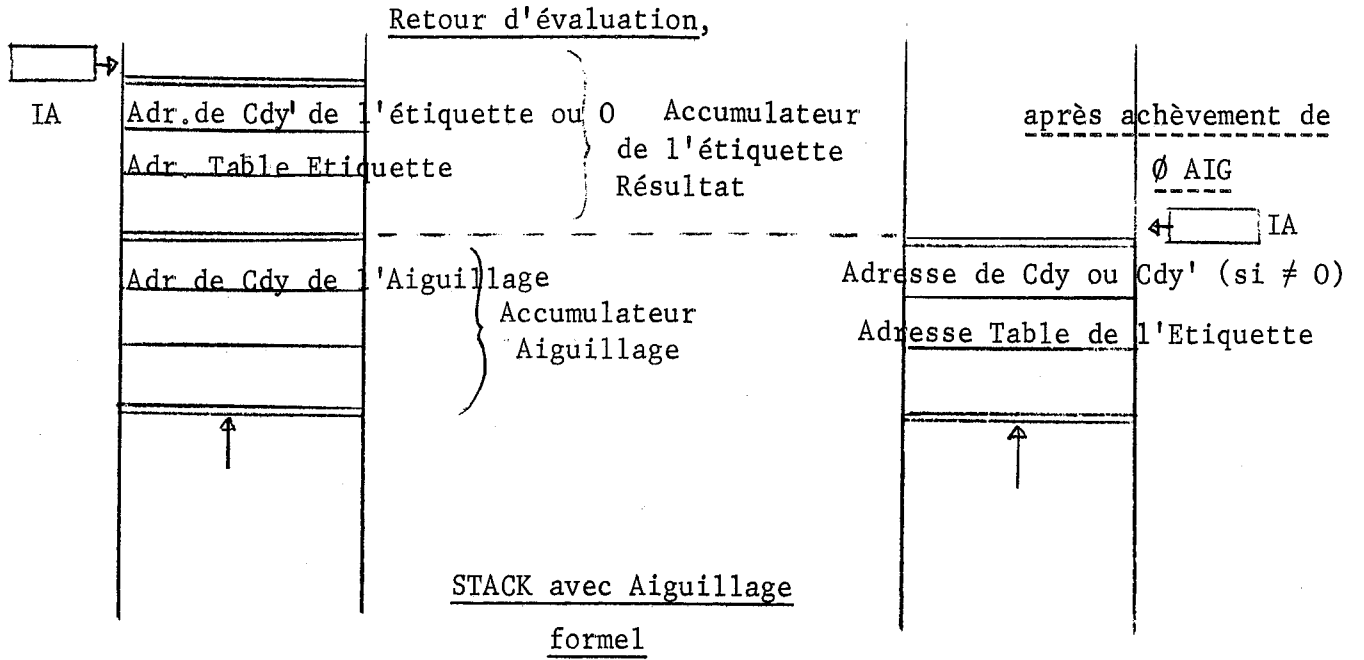 Retour d'évaluation,
IA
Adr.de Cdy' de l'étiquette ou 0
Adr. Table Etiquette
Accumulateur
de l'étiquette
Résultat
après achèvement de
Ø AIG
IA
Adr de Cdy de l'Aiguillage
Accumulateur
Aiguillage
Adresse de Cdy ou Cdy' (si ≠ 0)
Adresse Table de l'Etiquette
STACK avec Aiguillage
formel